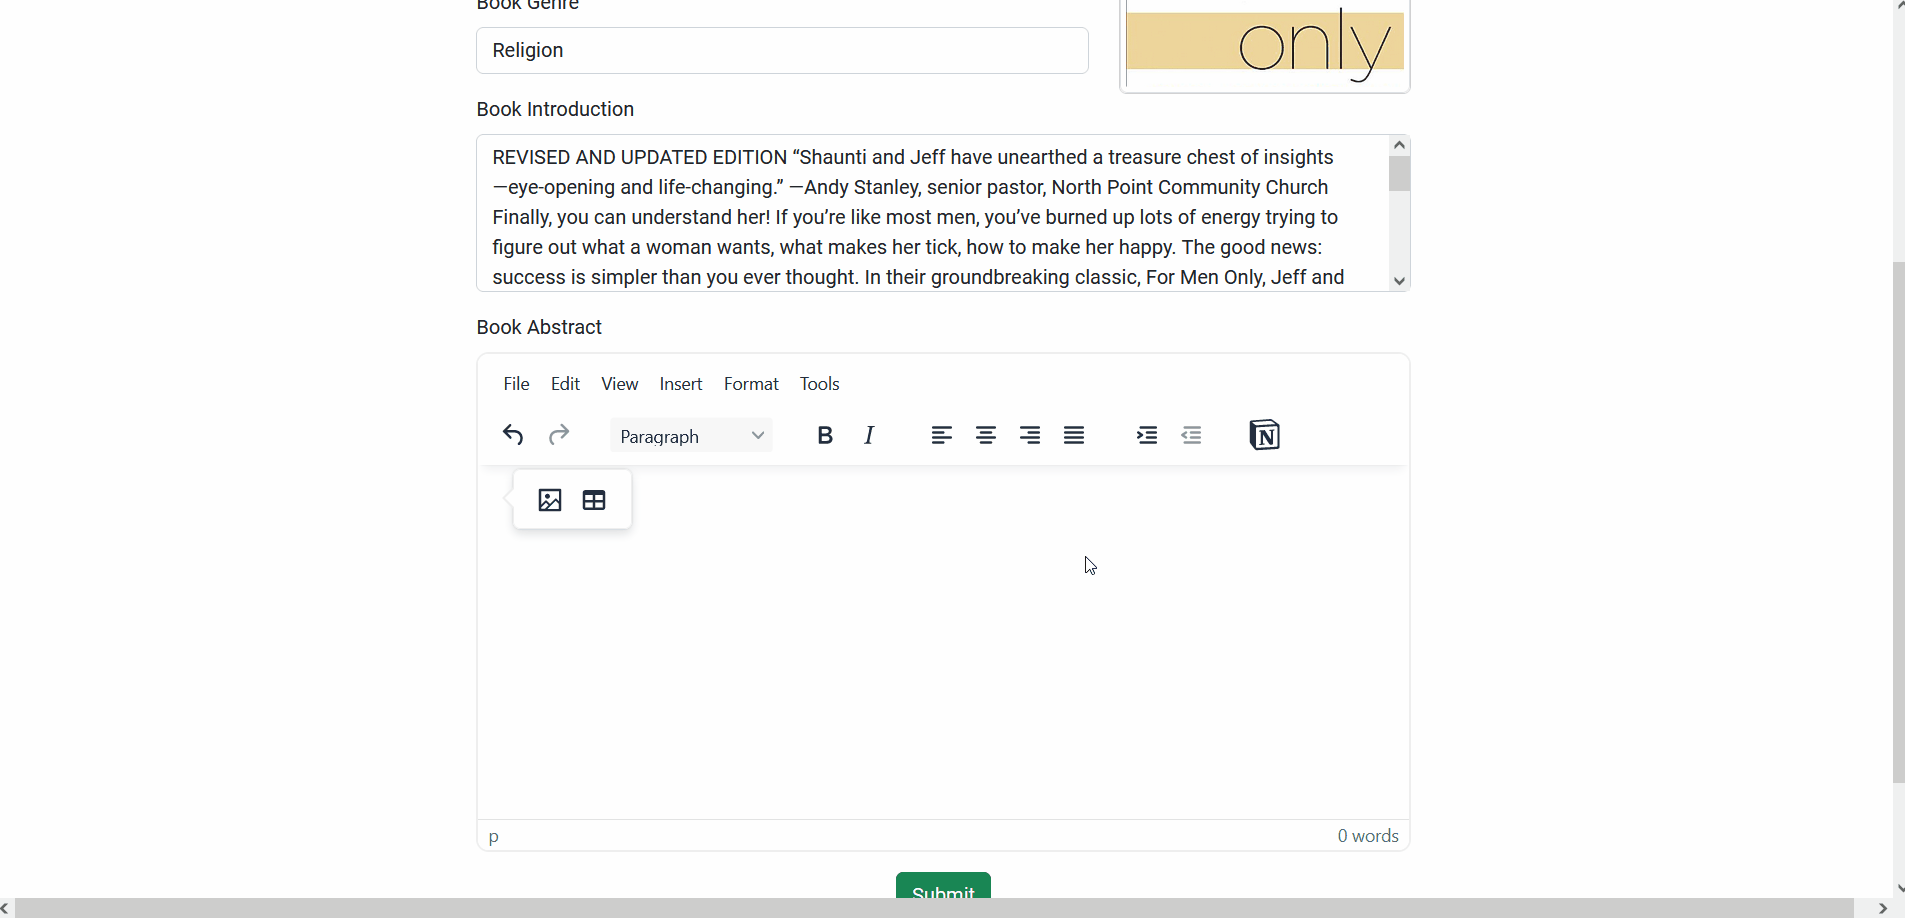 Book Genre
Religion
only
Book Introduction
REVISED AND UPDATED EDITION “Shaunti and Jeff have unearthed a treasure chest of insights
—eye-opening and life-changing.” —Andy Stanley, senior pastor, North Point Community Church
Finally, you can understand her! If you’re like most men, you’ve burned up lots of energy trying to
figure out what a woman wants, what makes her tick, how to make her happy. The good news:
success is simpler than you ever thought. In their groundbreaking classic, For Men Only, Jeff and
Book Abstract
File Edit View Insert Format Tools
Paragraph B I N
p 0 words
Submit